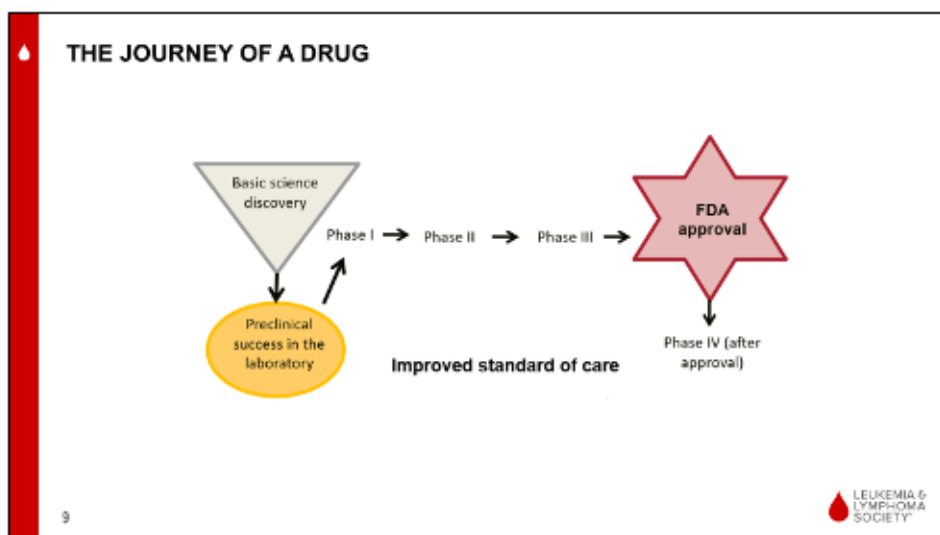 THE JOURNEY OF A DRUG
Basic science
discovery
Phase I
Phase II
Phase III
FDA
approval
Preclinical
success in the
laboratory
Improved standard of care
Phase IV (after
approval)
9
LEUKEMIA &
LYMPHOMA
SOCIETY®